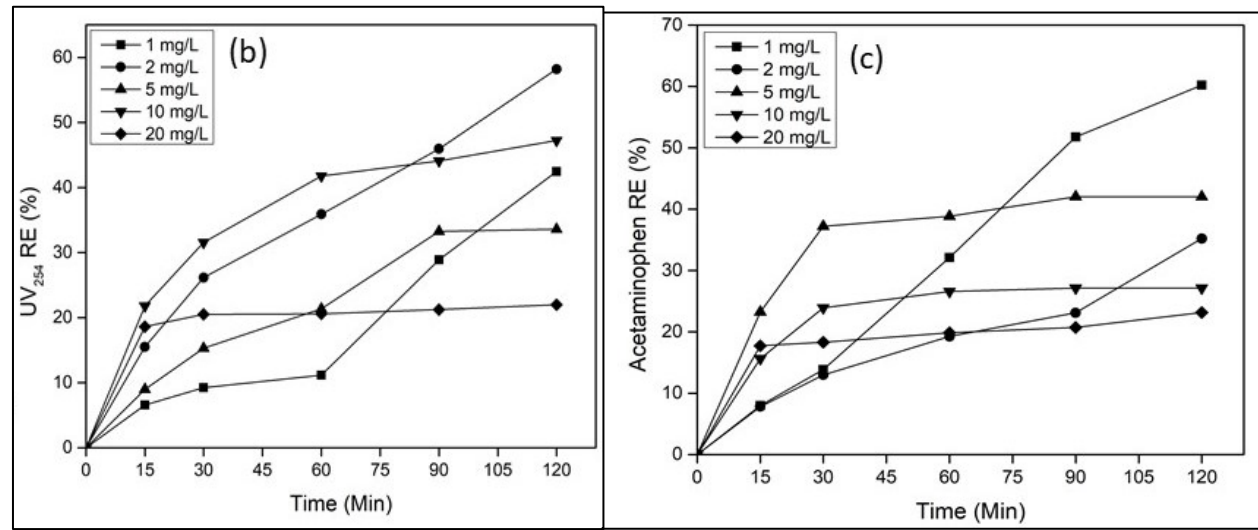 (b)
1 mg/L
2 mg/L
5 mg/L
10 mg/L
20 mg/L
UV254 RE (%)
60
50
40
30
20
10
0
0 15 30 45 60 75 90 105 120
Time (Min)
(c)
1 mg/L
2 mg/L
5 mg/L
10 mg/L
20 mg/L
Acetaminophen RE (%)
70
60
50
40
30
20
10
0
0 15 30 45 60 75 90 105 120
Time (Min)